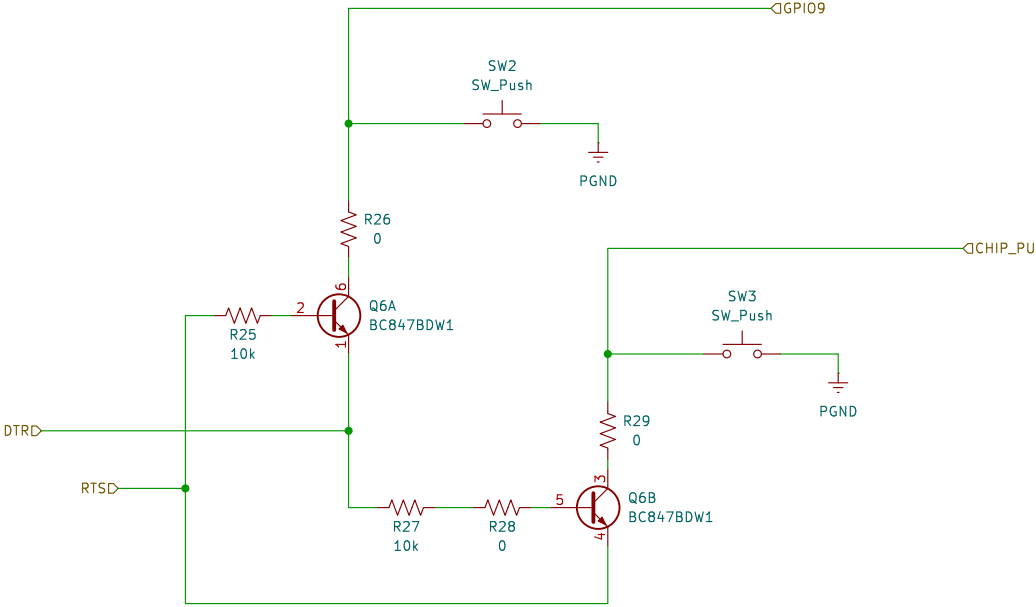 GPIO9
SW2
SW_Push
PGND
R26
0
CHIP_PU
6
2
Q6A
BC847BDW1
R25
10k
1
SW3
SW_Push
PGND
R29
0
DTR
RTS
3
5
Q6B
BC847BDW1
R27
10k
R28
0
4